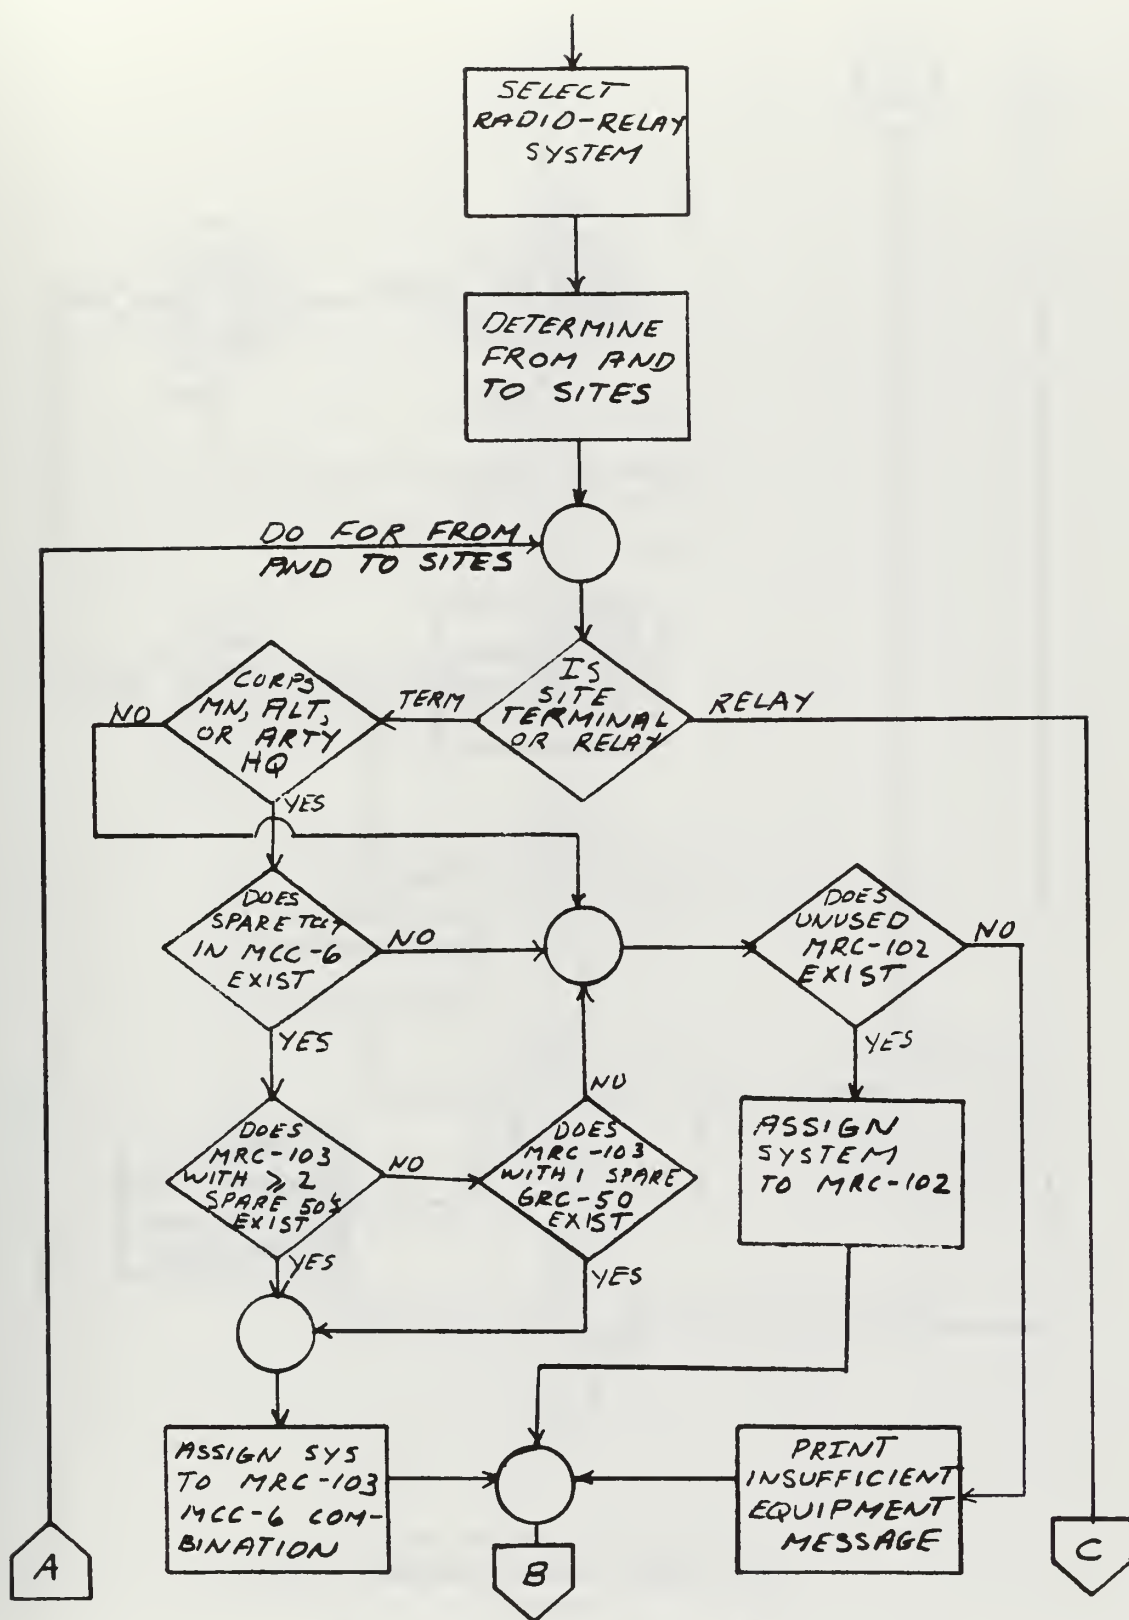 SELECT
RADIO-RELAY
SYSTEM
DETERMINE
FROM AND
TO SITES
DO FOR FROM
AND TO SITES
IS
SITE
TERMINAL
OR RELAY
TERM
RELAY
CORPS
MN, ALT,
OR ARTY
HQ
NO
YES
DOES
SPARE TCC7
IN MCC-6
EXIST
NO
YES
DOES
UNUSED
MRC-102
EXIST
NO
YES
DOES
MRC-103
WITH ≥ 2
SPARE 50's
EXIST
NO
YES
DOES
MRC-103
WITH 1 SPARE
GRC-50
EXIST
NO
YES
ASSIGN
SYSTEM
TO MRC-102
ASSIGN SYS
TO MRC-103
MCC-6 COM-
BINATION
PRINT
INSUFFICIENT
EQUIPMENT
MESSAGE
A
B
C